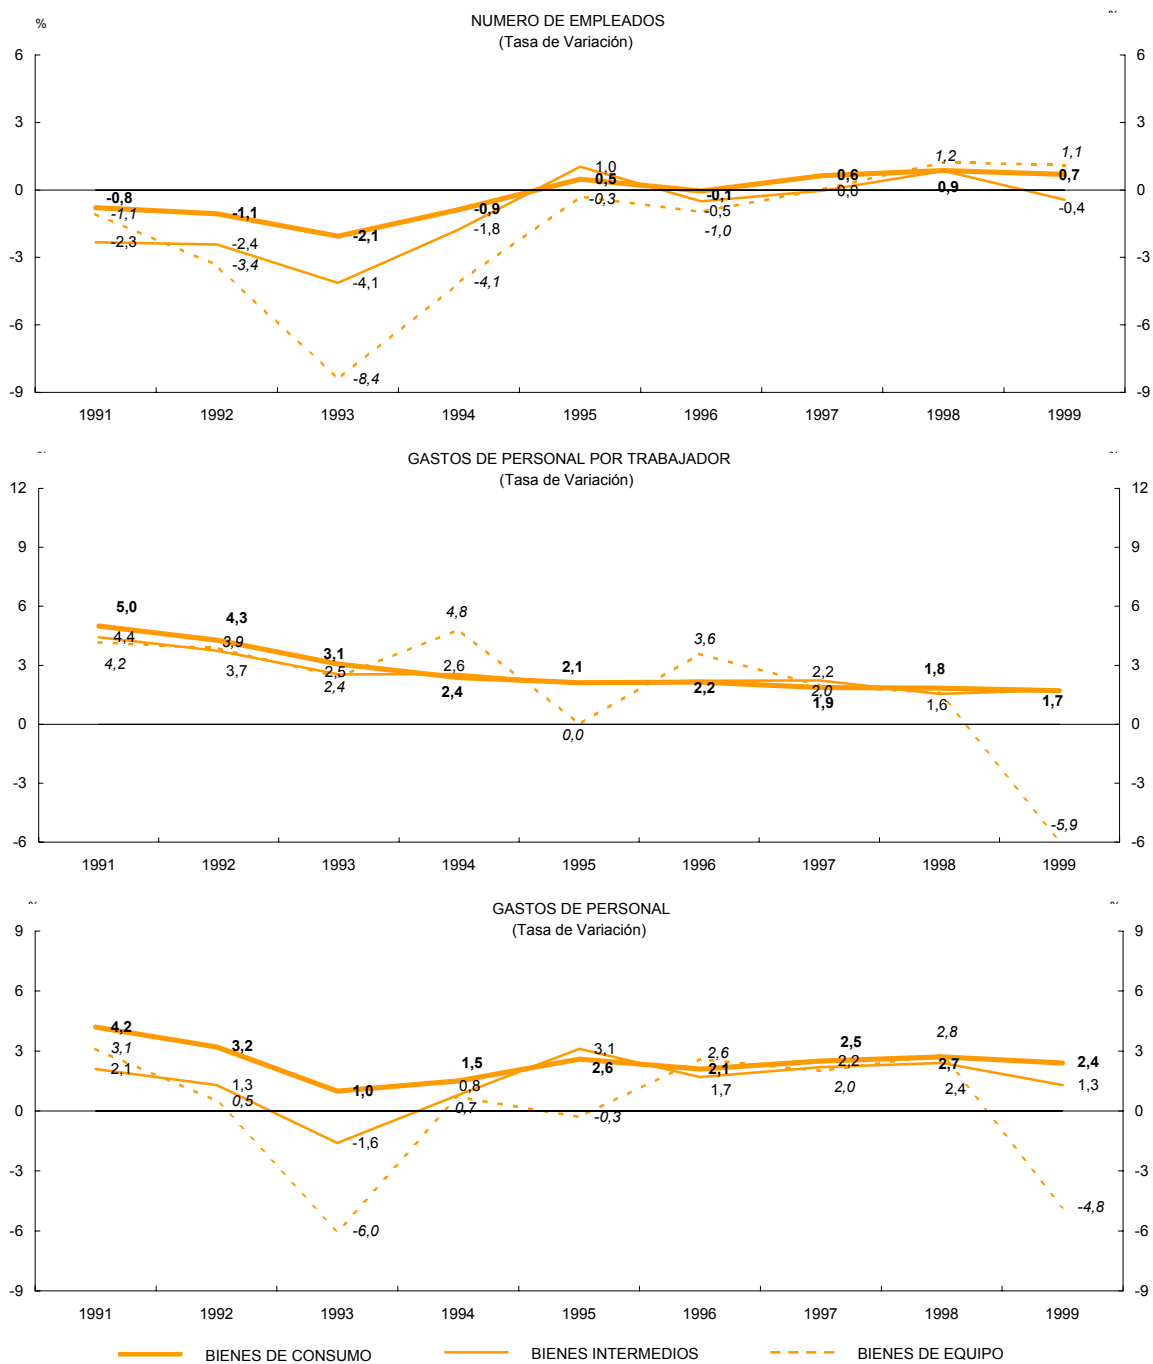 NUMERO DE EMPLEADOS
(Tasa de Variación)
% %
6 6
3 3
0 0
-3 -3
-6 -6
-9 -9
-0,8 -1,1 -2,1 -0,9 0,5 -0,1 0,6 0,9 0,7
-2,3 -2,4 -4,1 -1,8 1,0 -0,5 0,0 -0,4
-1,1 -3,4 -8,4 -4,1 -0,3 -1,0 1,2 1,1
1991 1992 1993 1994 1995 1996 1997 1998 1999
GASTOS DE PERSONAL POR TRABAJADOR
(Tasa de Variación)
12 12
9 9
6 6
3 3
0 0
-3 -3
-6 -6
5,0 4,3 3,1 2,4 2,1 2,2 1,9 1,8 1,7
4,4 3,7 2,5 2,6 2,2 1,6
4,2 3,9 2,4 4,8 0,0 3,6 2,0 -5,9
1991 1992 1993 1994 1995 1996 1997 1998 1999
GASTOS DE PERSONAL
(Tasa de Variación)
9 9
6 6
3 3
0 0
-3 -3
-6 -6
-9 -9
4,2 3,2 1,0 1,5 2,6 2,1 2,5 2,7 2,4
2,1 1,3 -1,6 0,8 3,1 1,7 2,2 2,4 1,3
3,1 0,5 -6,0 0,7 -0,3 2,6 2,0 2,8 -4,8
1991 1992 1993 1994 1995 1996 1997 1998 1999
BIENES DE CONSUMO BIENES INTERMEDIOS BIENES DE EQUIPO